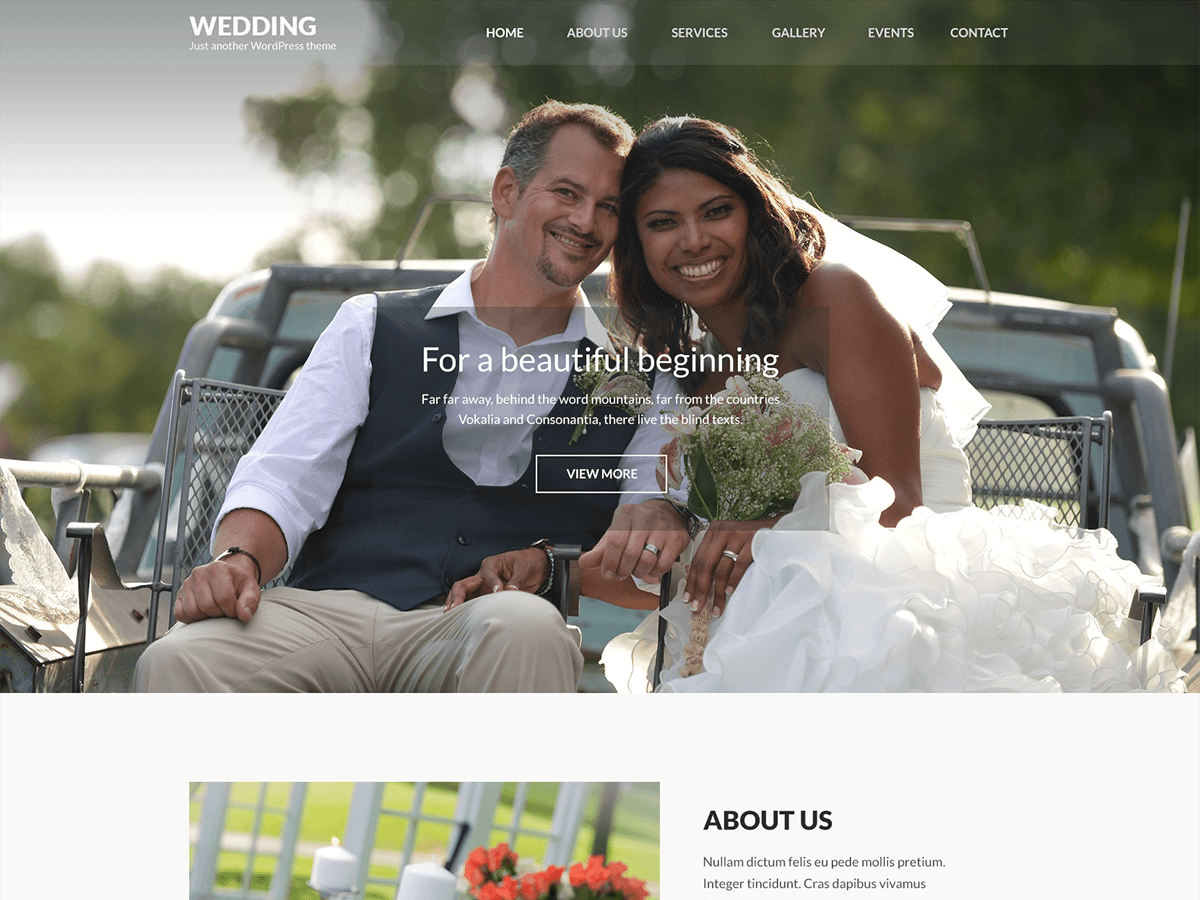 WEDDING
Just another WordPress theme
HOME ABOUT US SERVICES GALLERY EVENTS CONTACT
For a beautiful beginning
Far far away, behind the word mountains, far from the countries
Vokalia and Consonantia, there live the blind texts.
VIEW MORE
ABOUT US
Nullam dictum felis eu pede mollis pretium.
Integer tincidunt. Cras dapibus vivamus